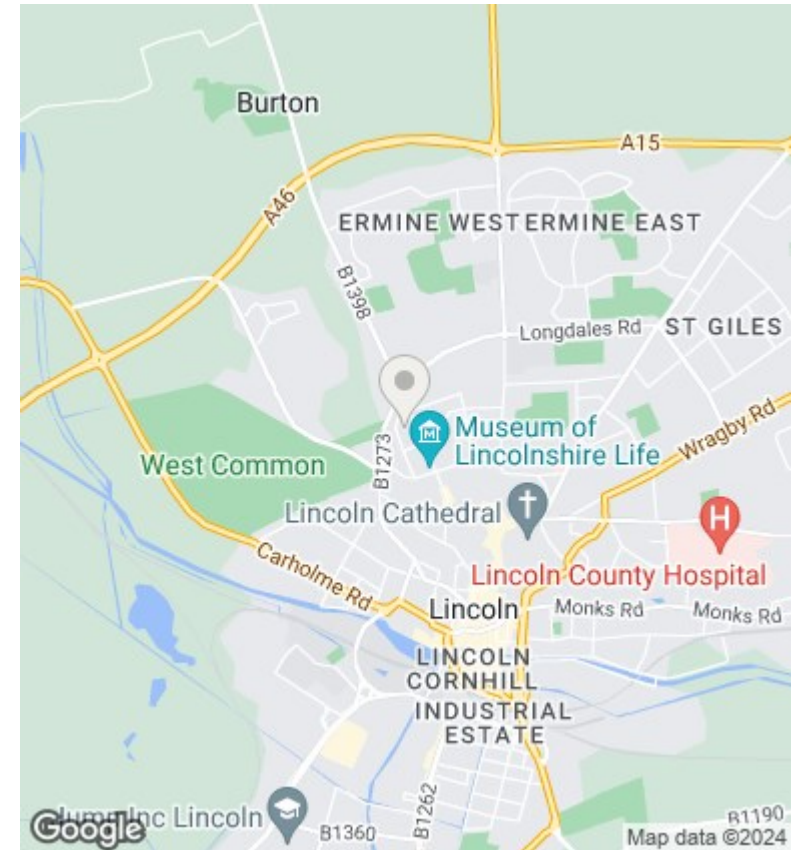 Burton
A15
A46
ERMINE WEST
ERMINE EAST
B1398
Longdales Rd
ST GILES
Museum of
Lincolnshire Life
Wragby Rd
B1273
West Common
Lincoln Cathedral
H
Lincoln County Hospital
Carholme Rd
Lincoln
Monks Rd
Monks Rd
LINCOLN
CORNHILL
INDUSTRIAL
ESTATE
Jump Inc Lincoln
B1360
B1262
B1190
Google
Map data ©2024